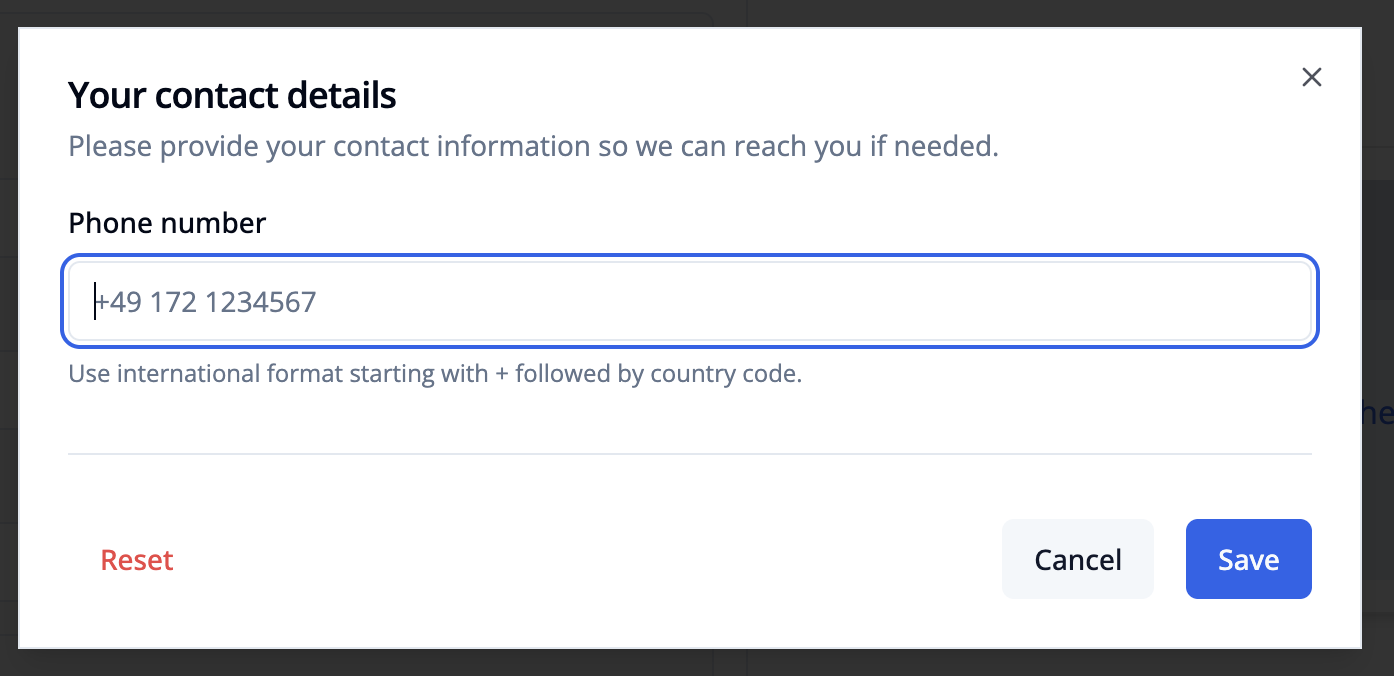 Your contact details
Please provide your contact information so we can reach you if needed.
Phone number
+49 172 1234567
Use international format starting with + followed by country code.
he
Reset
Cancel
Save